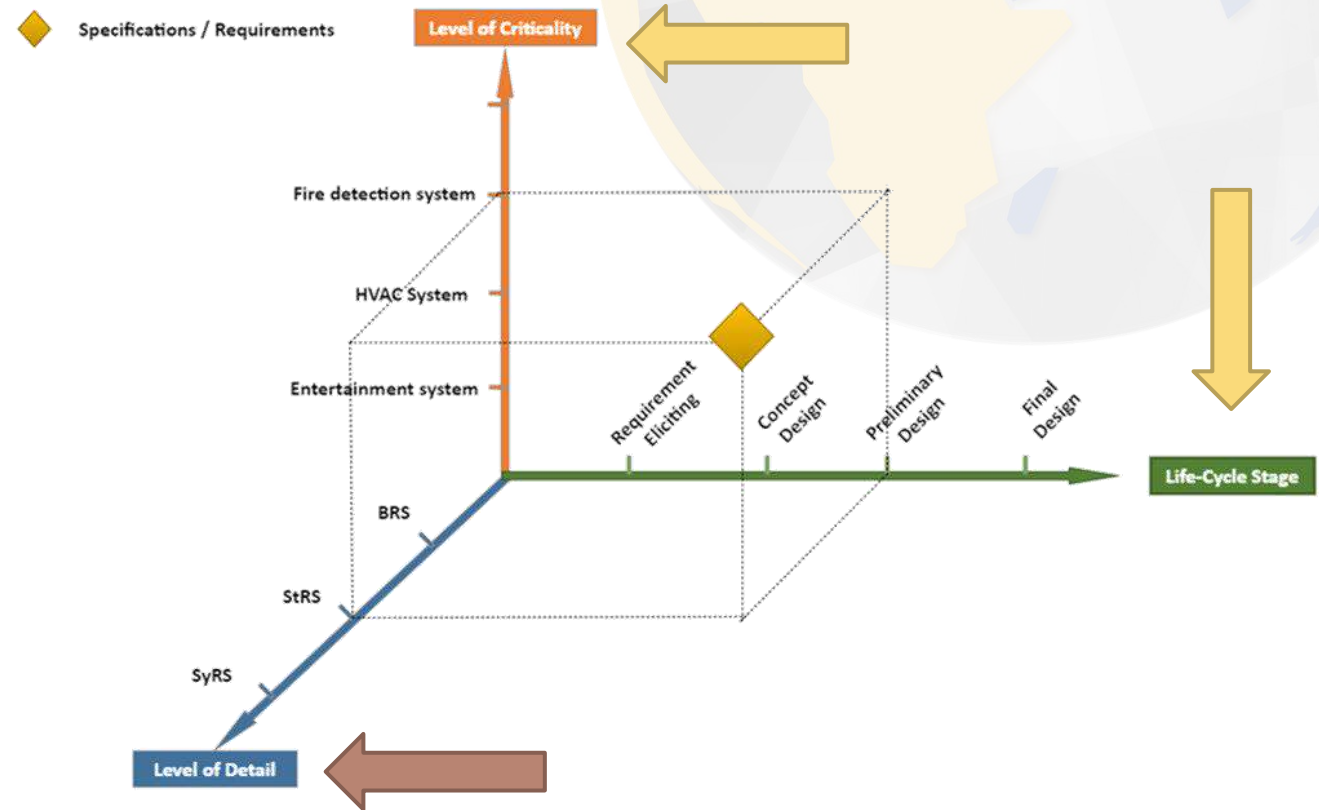 Specifications / Requirements
Level of Criticality
Fire detection system
HVAC System
Entertainment system
Requirement
Eliciting
Concept
Design
Preliminary
Design
Final
Design
Life-Cycle Stage
BRS
StRS
SyRS
Level of Detail